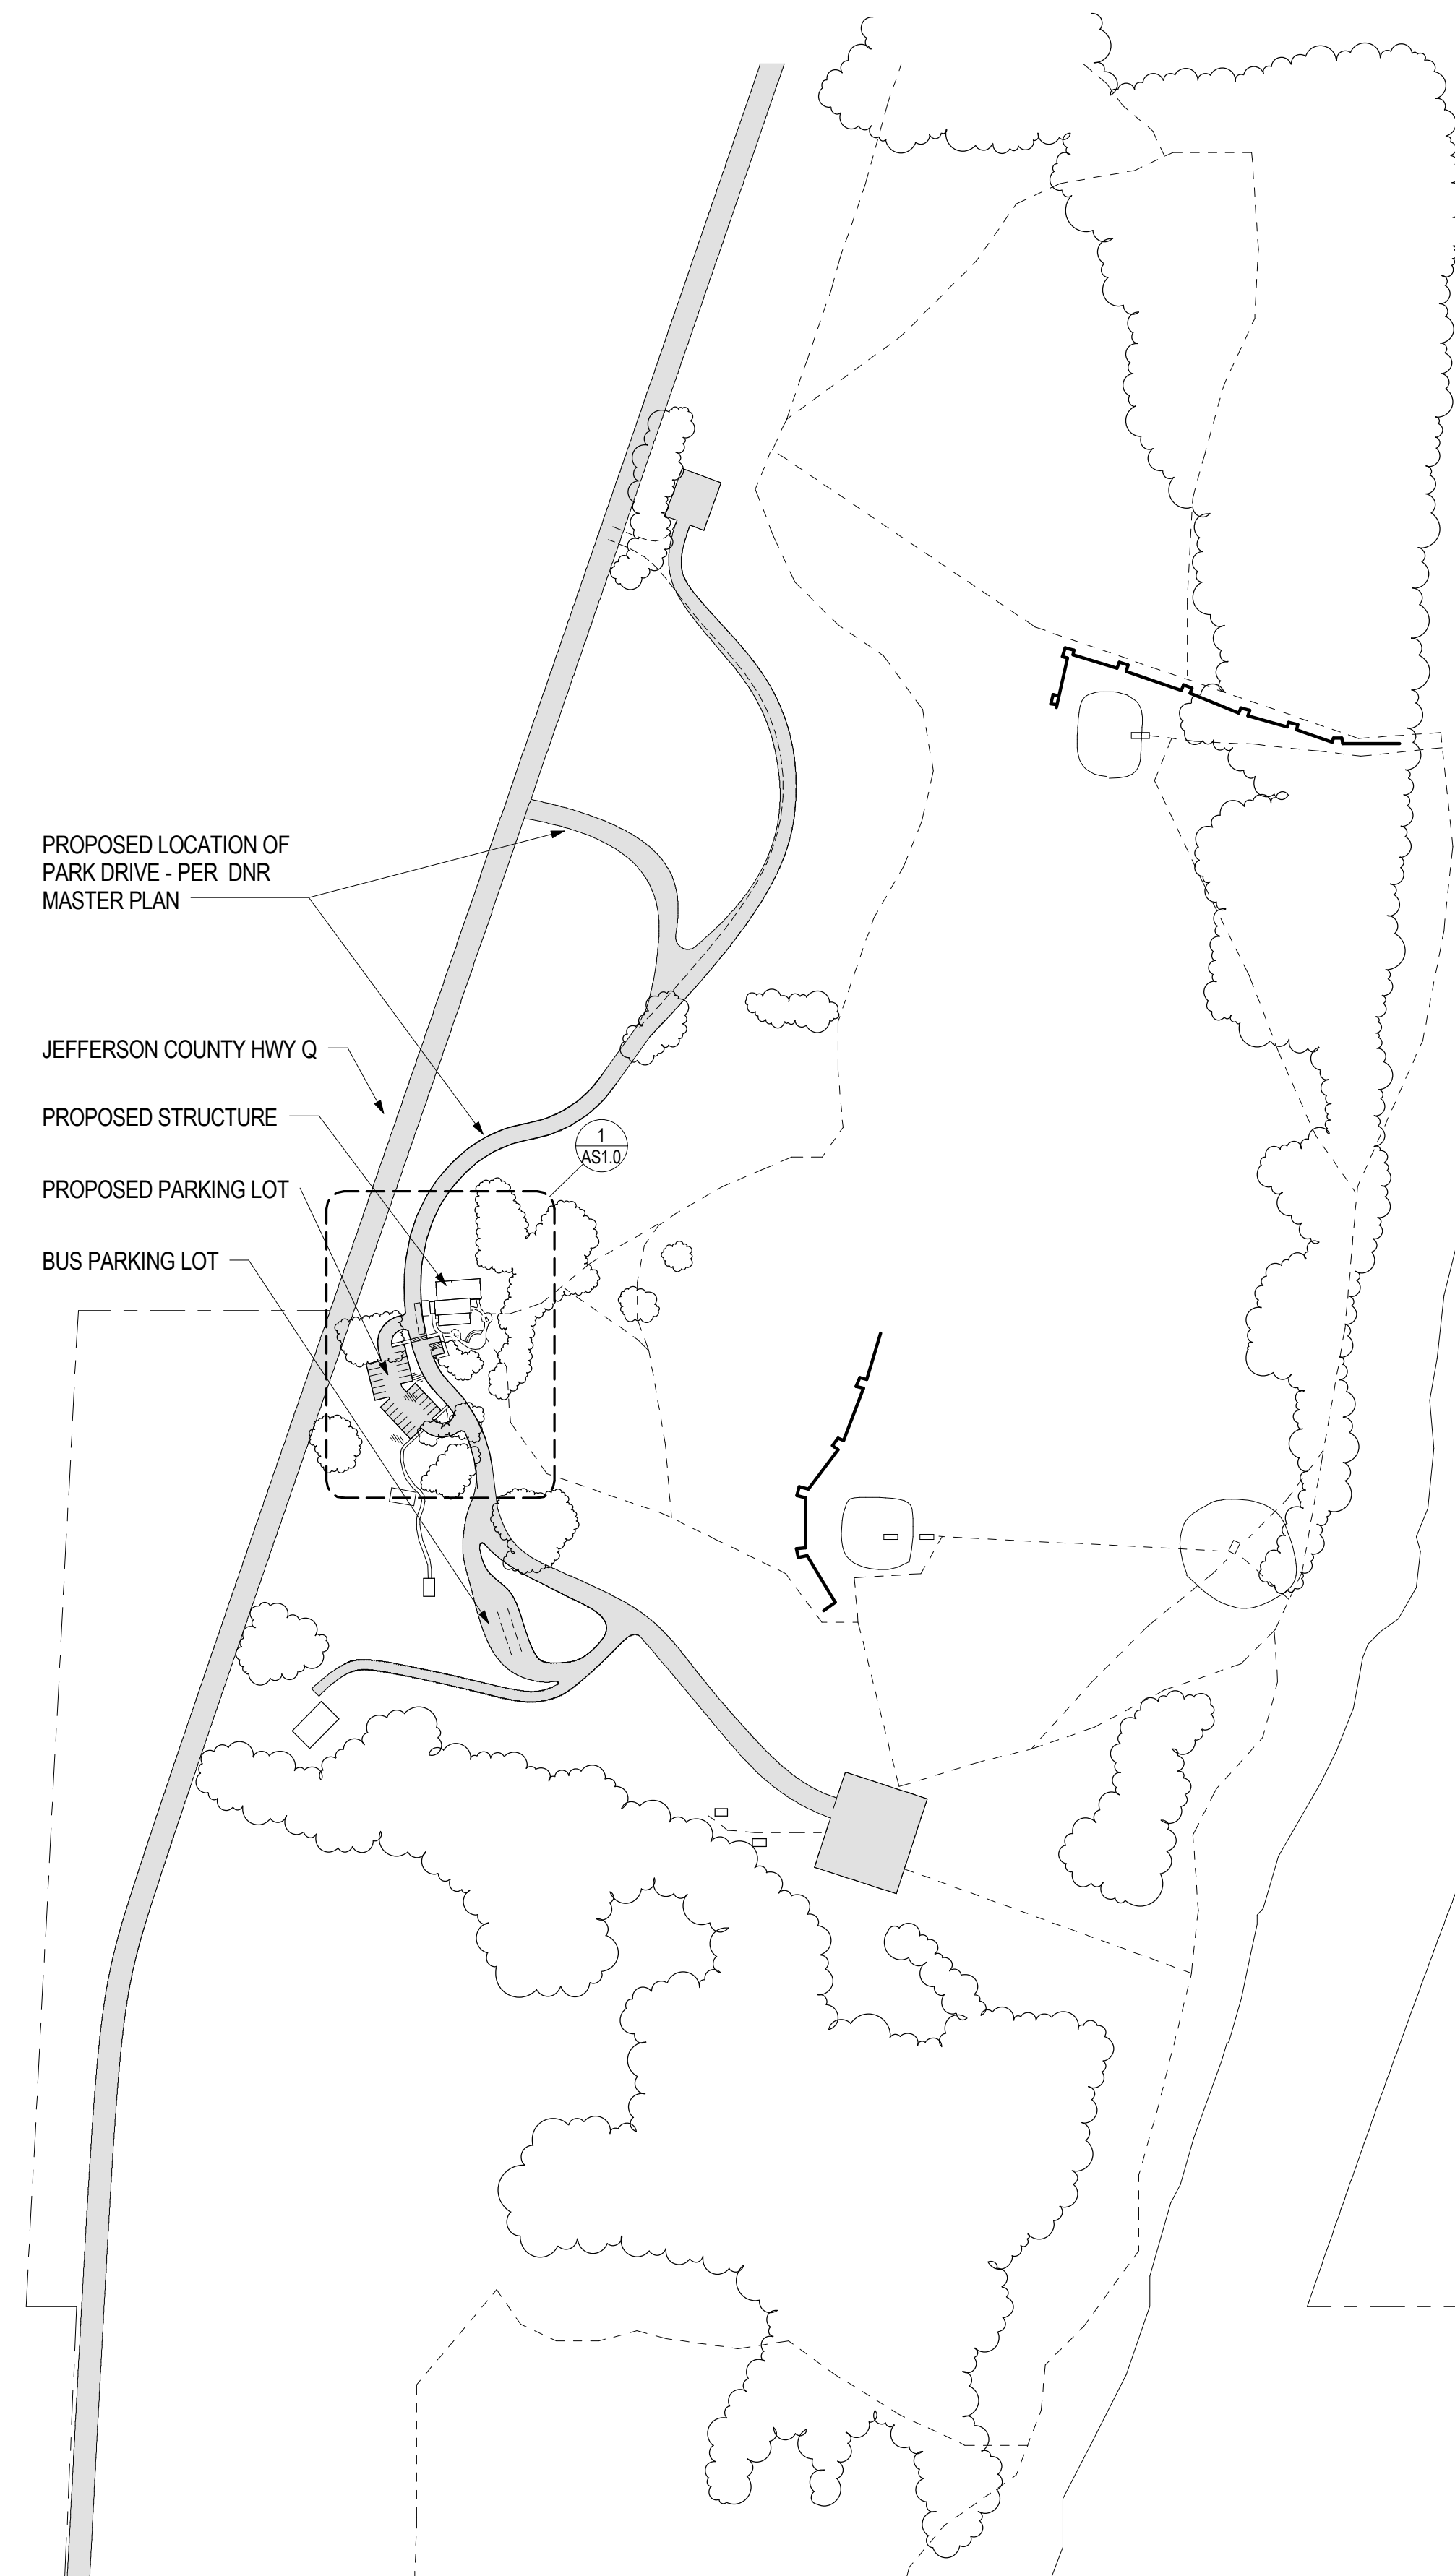 PROPOSED LOCATION OF
PARK DRIVE - PER DNR
MASTER PLAN
JEFFERSON COUNTY HWY Q
PROPOSED STRUCTURE
1
AS1.0
PROPOSED PARKING LOT
BUS PARKING LOT